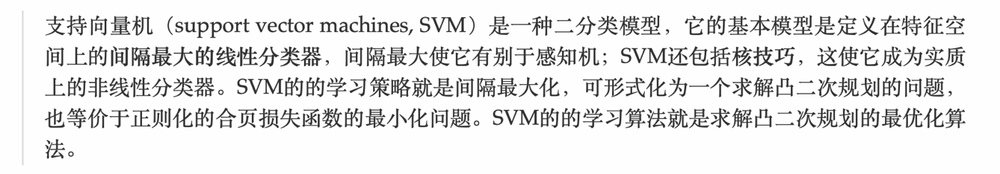 支持向量机（support vector machines, SVM）是一种二分类模型，它的基本模型是定义在特征空
间上的间隔最大的线性分类器，间隔最大使它有别于感知机；SVM还包括核技巧，这使它成为实质
上的非线性分类器。SVM的的学习策略就是间隔最大化，可形式化为一个求解凸二次规划的问题，
也等价于正则化的合页损失函数的最小化问题。SVM的的学习算法就是求解凸二次规划的最优化算
法。